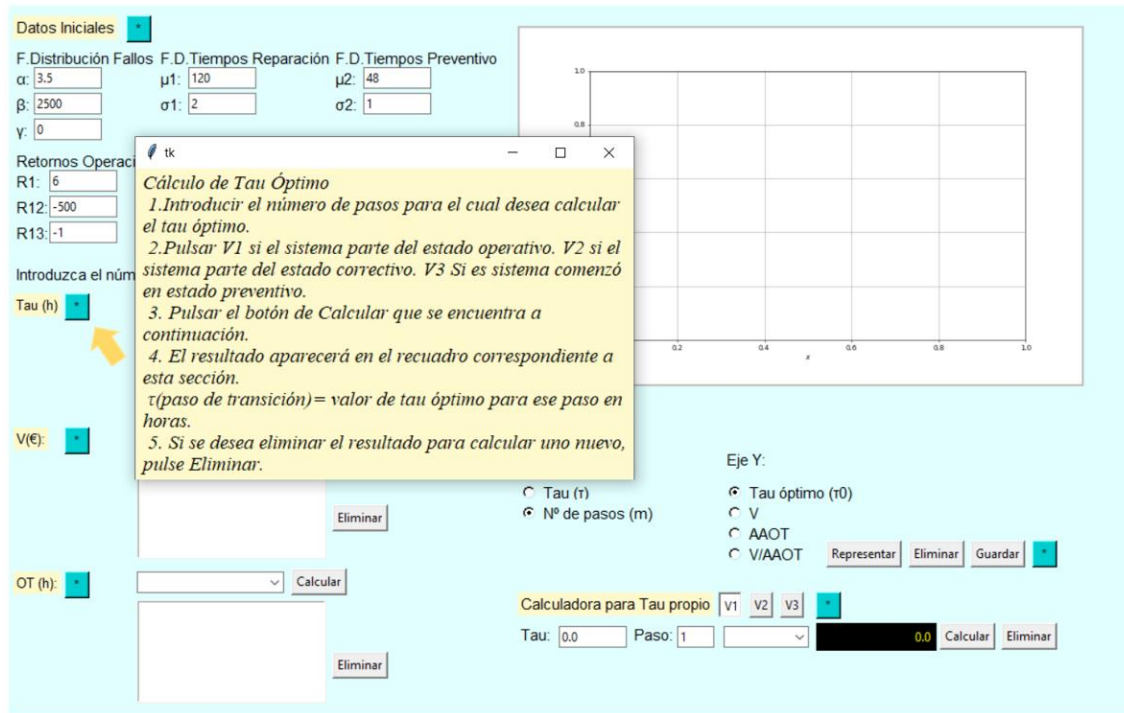 Datos Iniciales *
F.Distribución Fallos F.D.Tiempos Reparación F.D.Tiempos Preventivo
α: 3.5 μ1: 120 μ2: 48
β: 2500 σ1: 2 σ2: 1
γ: 0
Retornos Operaci
R1: 6
R12: -500
R13: -1
Introduzca el núm
Tau (h) *
tk
Cálculo de Tau Óptimo
1.Introducir el número de pasos para el cual desea calcular
el tau óptimo.
2.Pulsar V1 si el sistema parte del estado operativo. V2 si el
sistema parte del estado correctivo. V3 Si es sistema comenzó
en estado preventivo.
3. Pulsar el botón de Calcular que se encuentra a
continuación.
4. El resultado aparecerá en el recuadro correspondiente a
esta sección.
τ(paso de transición)= valor de tau óptimo para ese paso en
horas.
5. Si se desea eliminar el resultado para calcular uno nuevo,
pulse Eliminar.
1.0
0.8
0.2 0.4 0.6 0.8 1.0
x
V(€): *
Eliminar
OT (h): * Calcular
Eliminar
Eje Y:
Tau (τ) Tau óptimo (τ0)
Nº de pasos (m) V
AAOT
V/AAOT Representar Eliminar Guardar *
Calculadora para Tau propio V1 V2 V3 *
Tau: 0.0 Paso: 1 0.0 Calcular Eliminar